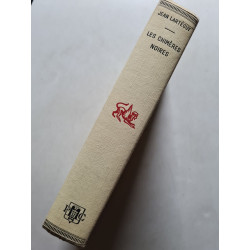 JEAN LARTÉGUY
LES CHIMÈRES
NOIRES